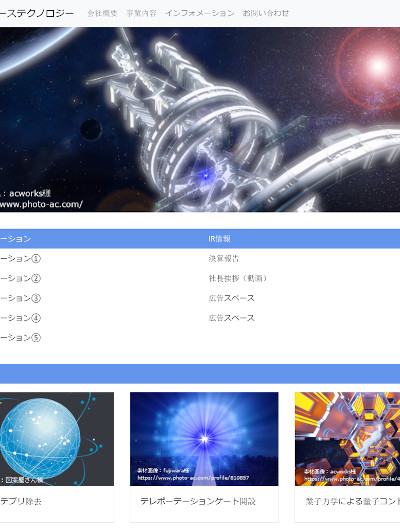 ーステクノロジー 会社概要 事業内容 インフォメーション お問い合わせ
：acworks様
www.photo-ac.com/
ーション IR情報
ーション① 決算報告
ーション② 社長挨拶（動画）
ーション③ 広告スペース
ーション④ 広告スペース
ーション⑤
：図案屋さん様
素材画像：fujiwara様
https://www.photo-ac.com/profile/810857
素材画像：acworks様
https://www.photo-ac.com/profile/4
デブリ除去
テレポーテーションゲート開設
量子力学による量子コン